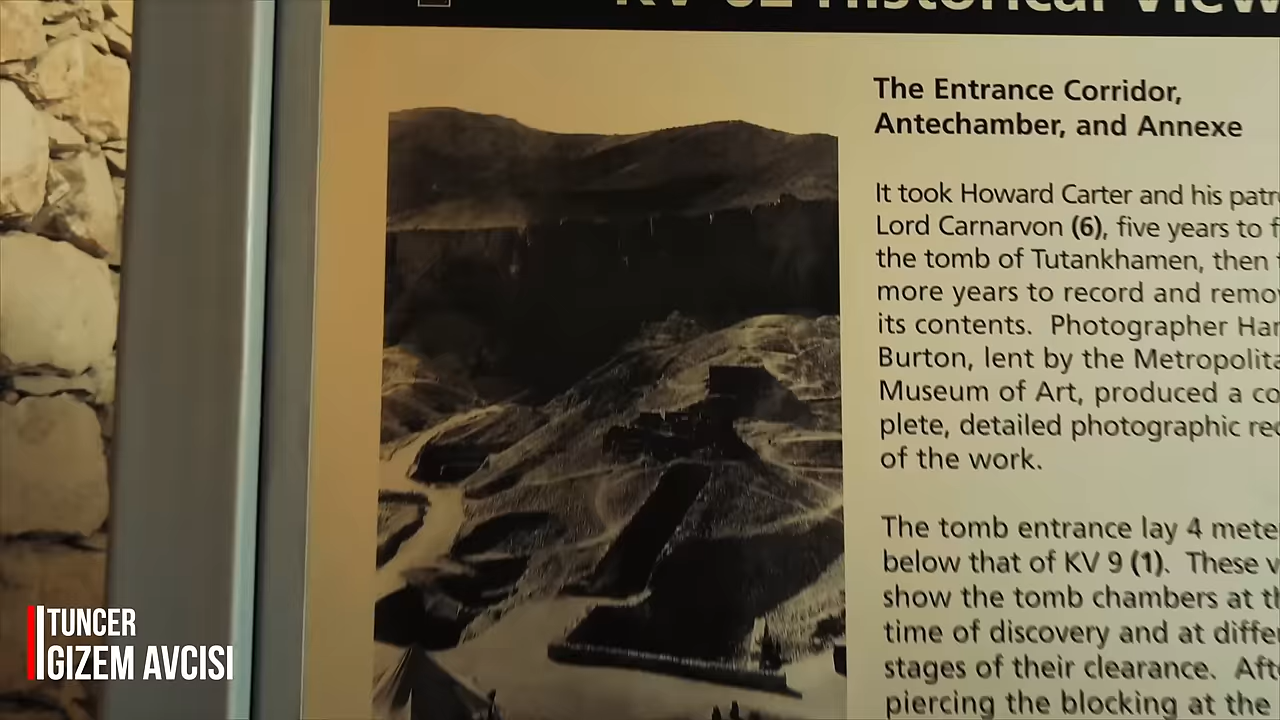 KV 62 Historical View
The Entrance Corridor,
Antechamber, and Annexe
It took Howard Carter and his
Lord Carnarvon (6), five years to
the tomb of Tutankhamen, then
more years to record and
its contents. Photographer
Burton, lent by the
Museum of Art, produced a
plete, detailed photographic
of the work.
The tomb entrance lay 4
below that of KV 9 (1). These
show the tomb chambers at
time of discovery and at
stages of their clearance.
piercing the blocking at the
TUNCER
GIZEM AVCISI